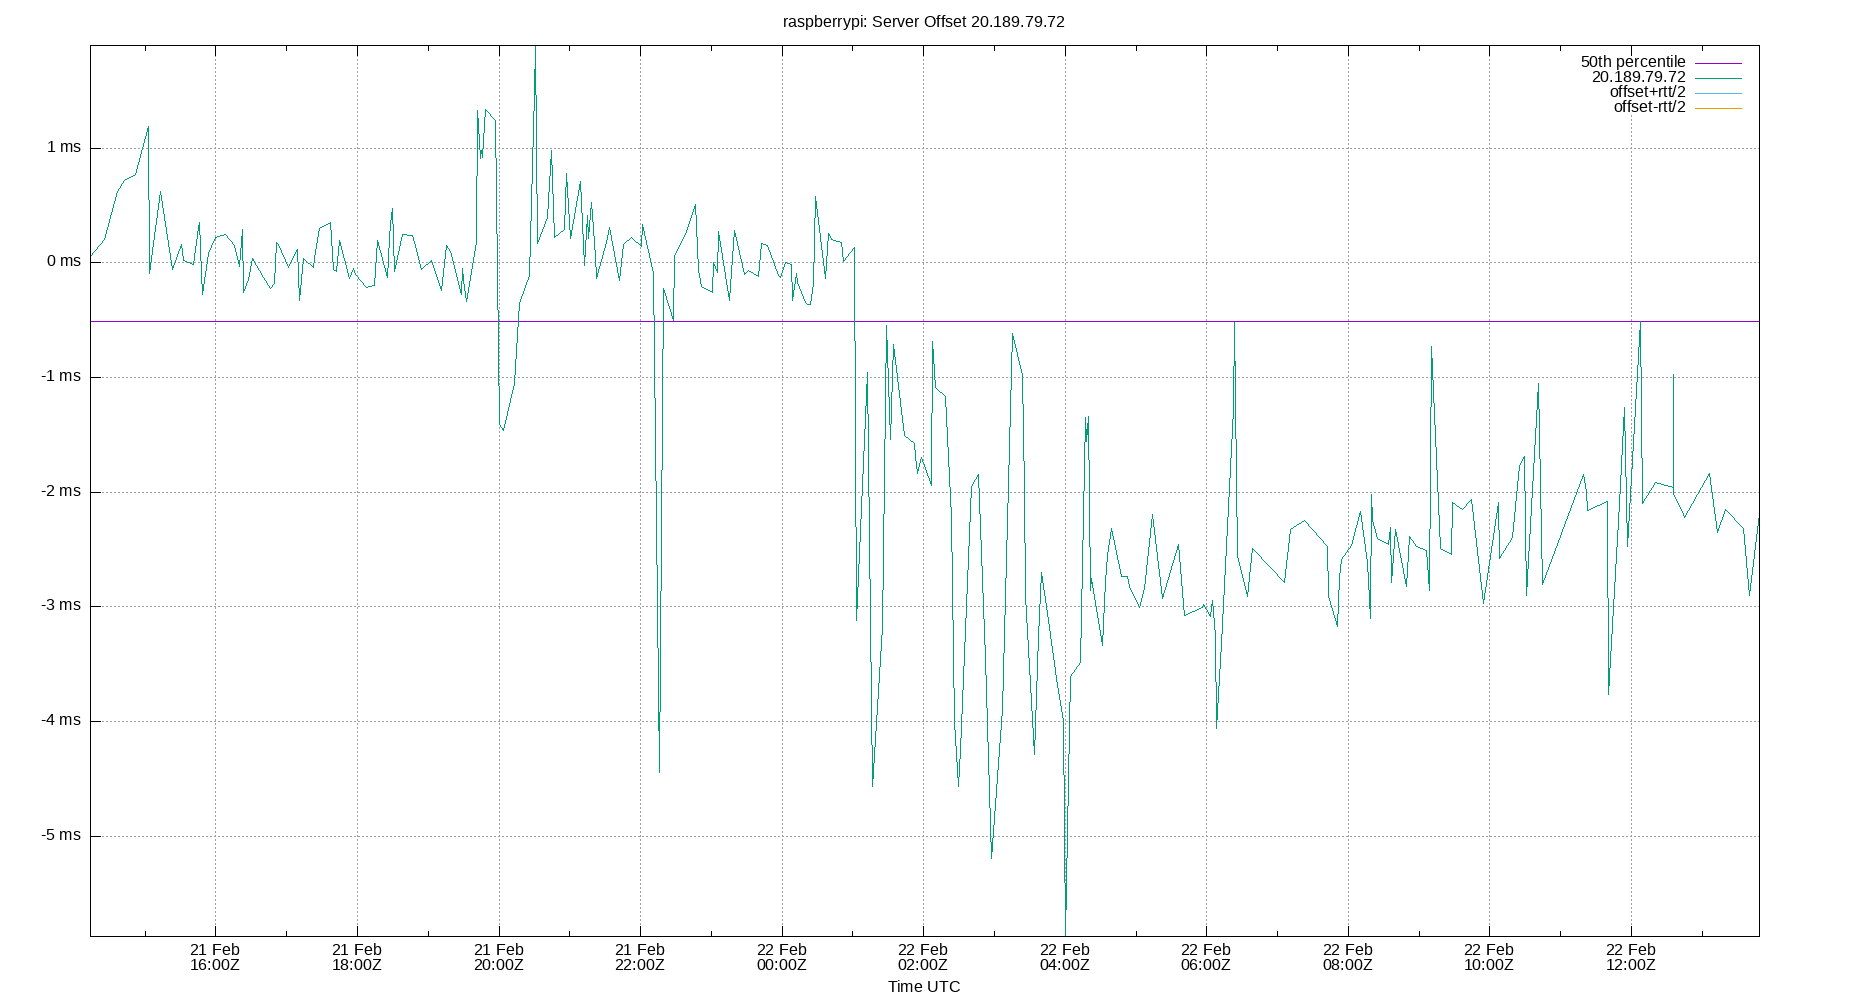 raspberrypi: Server Offset 20.189.79.72
50th percentile
20.189.79.72
offset+rtt/2
offset-rtt/2
1 ms
0 ms
-1 ms
-2 ms
-3 ms
-4 ms
-5 ms
21 Feb 21 Feb 21 Feb 21 Feb 22 Feb 22 Feb 22 Feb 22 Feb 22 Feb 22 Feb 22 Feb
16:00Z 18:00Z 20:00Z 22:00Z 00:00Z 02:00Z 04:00Z 06:00Z 08:00Z 10:00Z 12:00Z
Time UTC